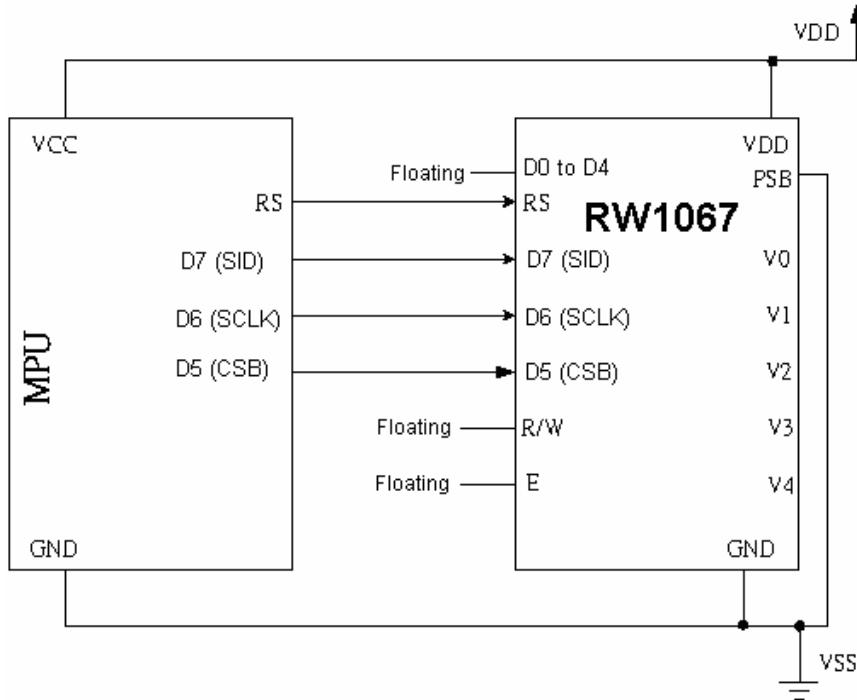 VDD
VCC
VDD
Floating
D0 to D4
PSB
RS
RS
RW1067
D7 (SID)
D7 (SID)
V0
D6 (SCLK)
D6 (SCLK)
V1
MPU
D5 (CSB)
D5 (CSB)
V2
Floating
R/W
V3
Floating
E
V4
GND
GND
VSS